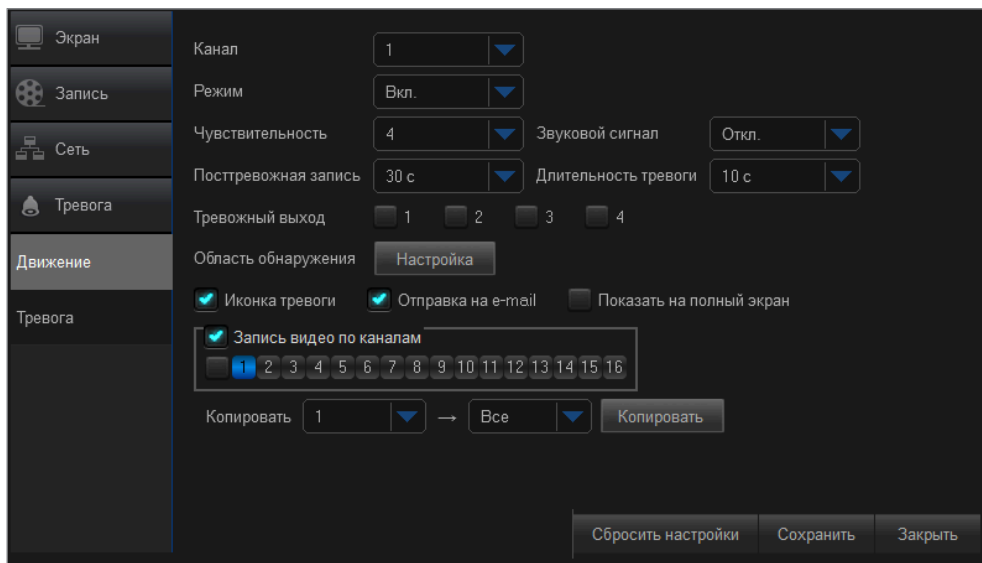 Экран
Запись
Сеть
Тревога
Движение
Тревога
Канал 1
Режим Вкл.
Чувствительность 4 Звуковой сигнал Откл.
Посттревожная запись 30 с Длительность тревоги 10 с
Тревожный выход 1 2 3 4
Область обнаружения Настройка
Иконка тревоги Отправка на e-mail Показать на полный экран
Запись видео по каналам
1 2 3 4 5 6 7 8 9 10 11 12 13 14 15 16
Копировать 1 → Все Копировать
Сбросить настройки Сохранить Закрыть